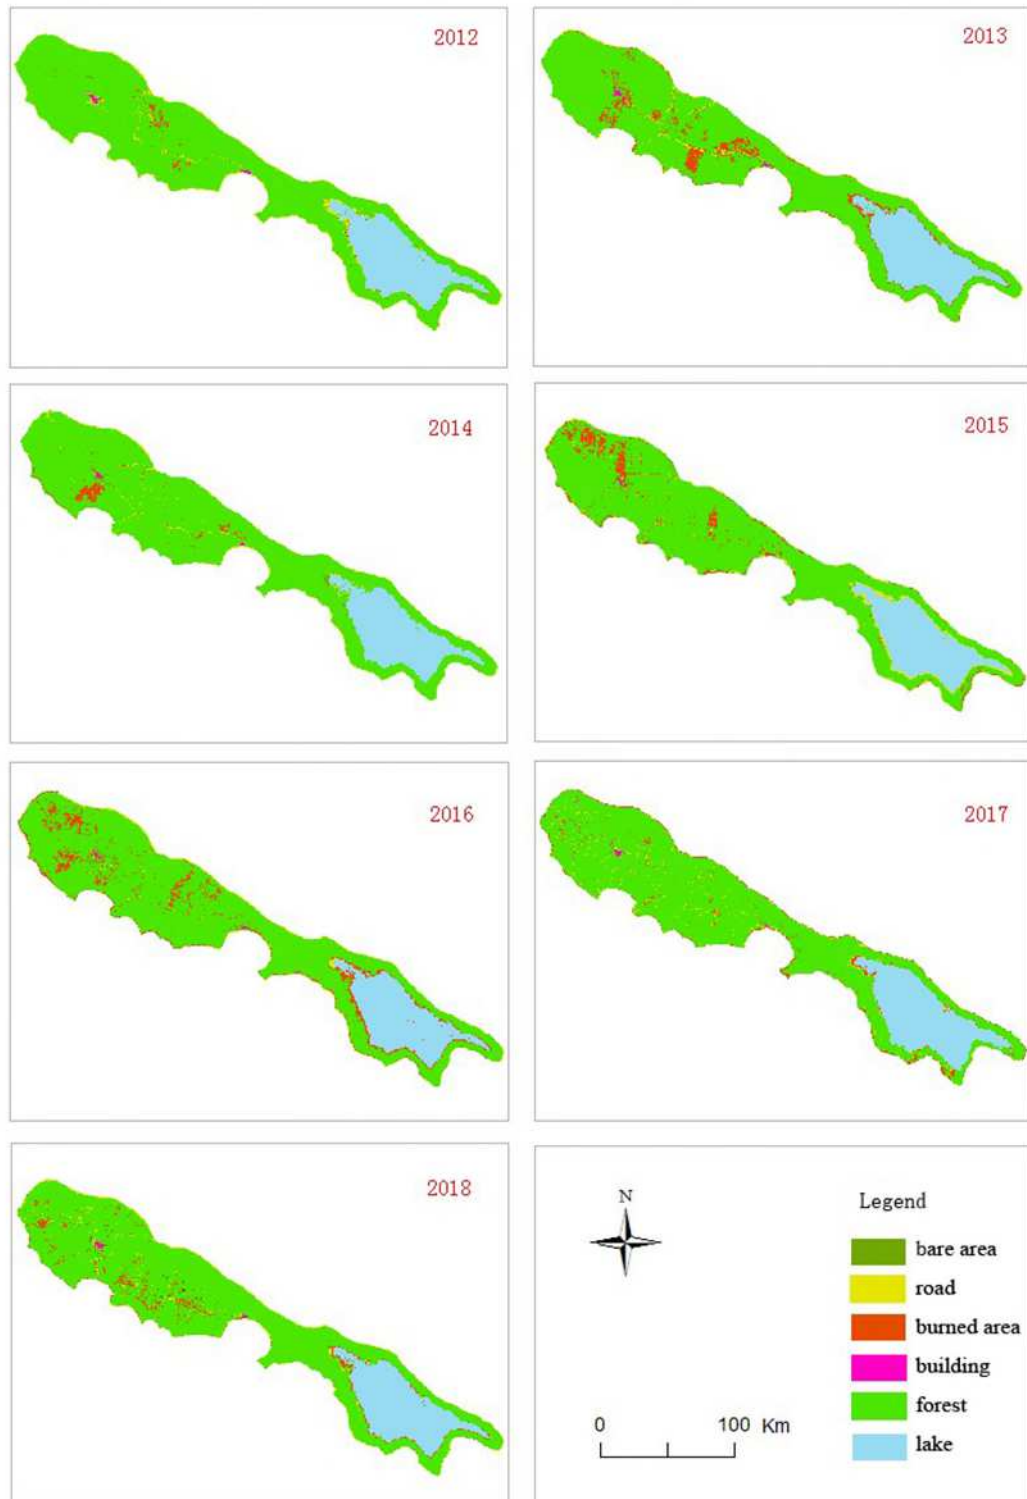 2012
2013
2014
2015
2016
2017
2018
N
Legend
bare area
road
burned area
building
forest
lake
0 100 Km